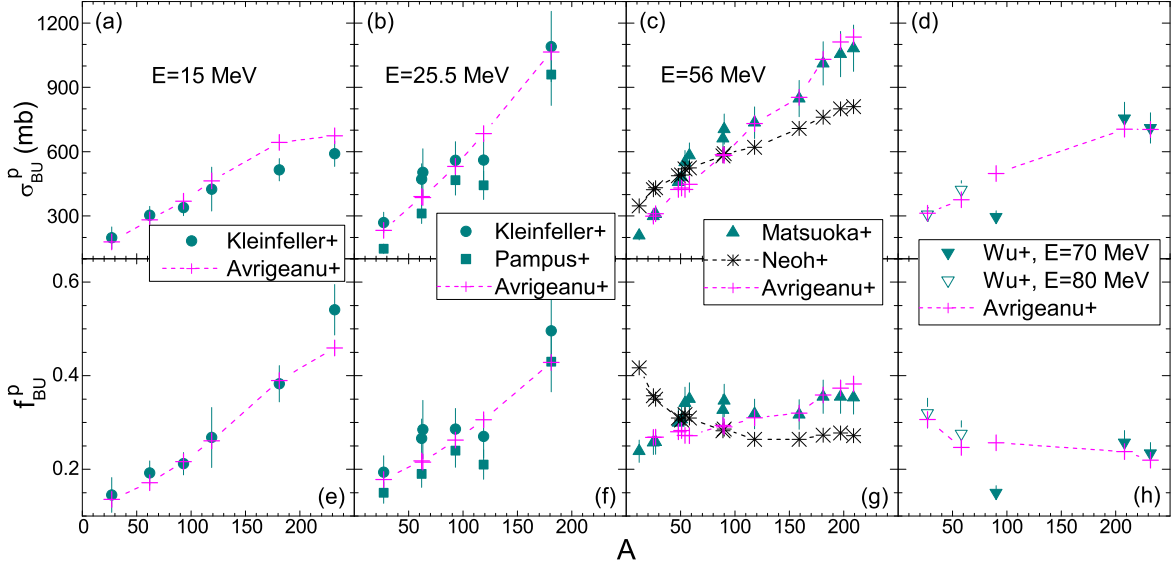 (a)
(b)
(c)
(d)
E=15 MeV
E=25.5 MeV
E=56 MeV
1200
900
600
300
σ_BU^p (mb)
Kleinfeller+
Avrigeanu+
Kleinfeller+
Pampus+
Avrigeanu+
Matsuoka+
Neoh+
Avrigeanu+
Wu+, E=70 MeV
Wu+, E=80 MeV
Avrigeanu+
0.6
0.4
0.2
f_BU^p
(e)
(f)
(g)
(h)
0 50 100 150 200
50 100 150 200
50 100 150 200
50 100 150 200
A